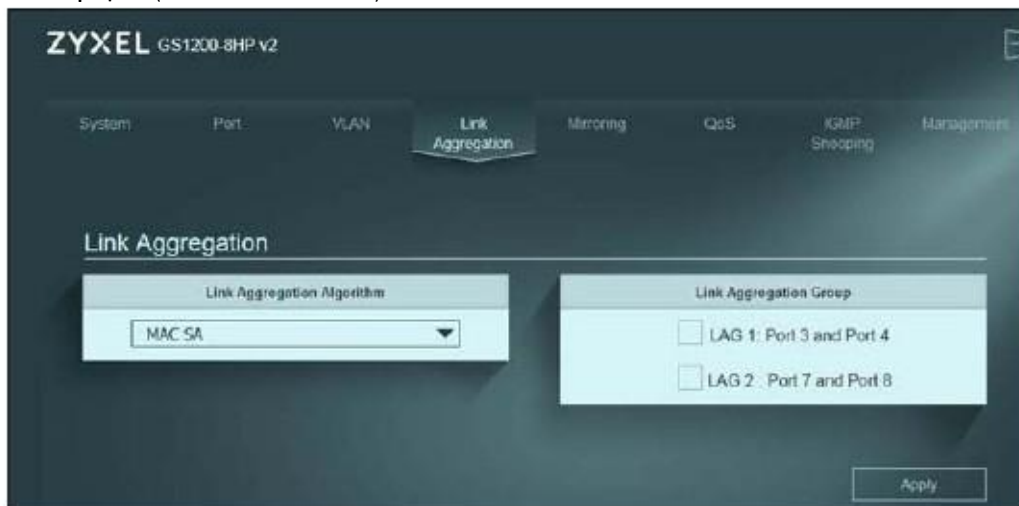 ZYXEL GS1200-8HP v2
System Port VLAN Link Aggregation Mirroring QoS IGMP Snooping Management
Link Aggregation
Link Aggregation Algorithm
MAC SA
Link Aggregation Group
LAG 1: Port 3 and Port 4
LAG 2 : Port 7 and Port 8
Apply